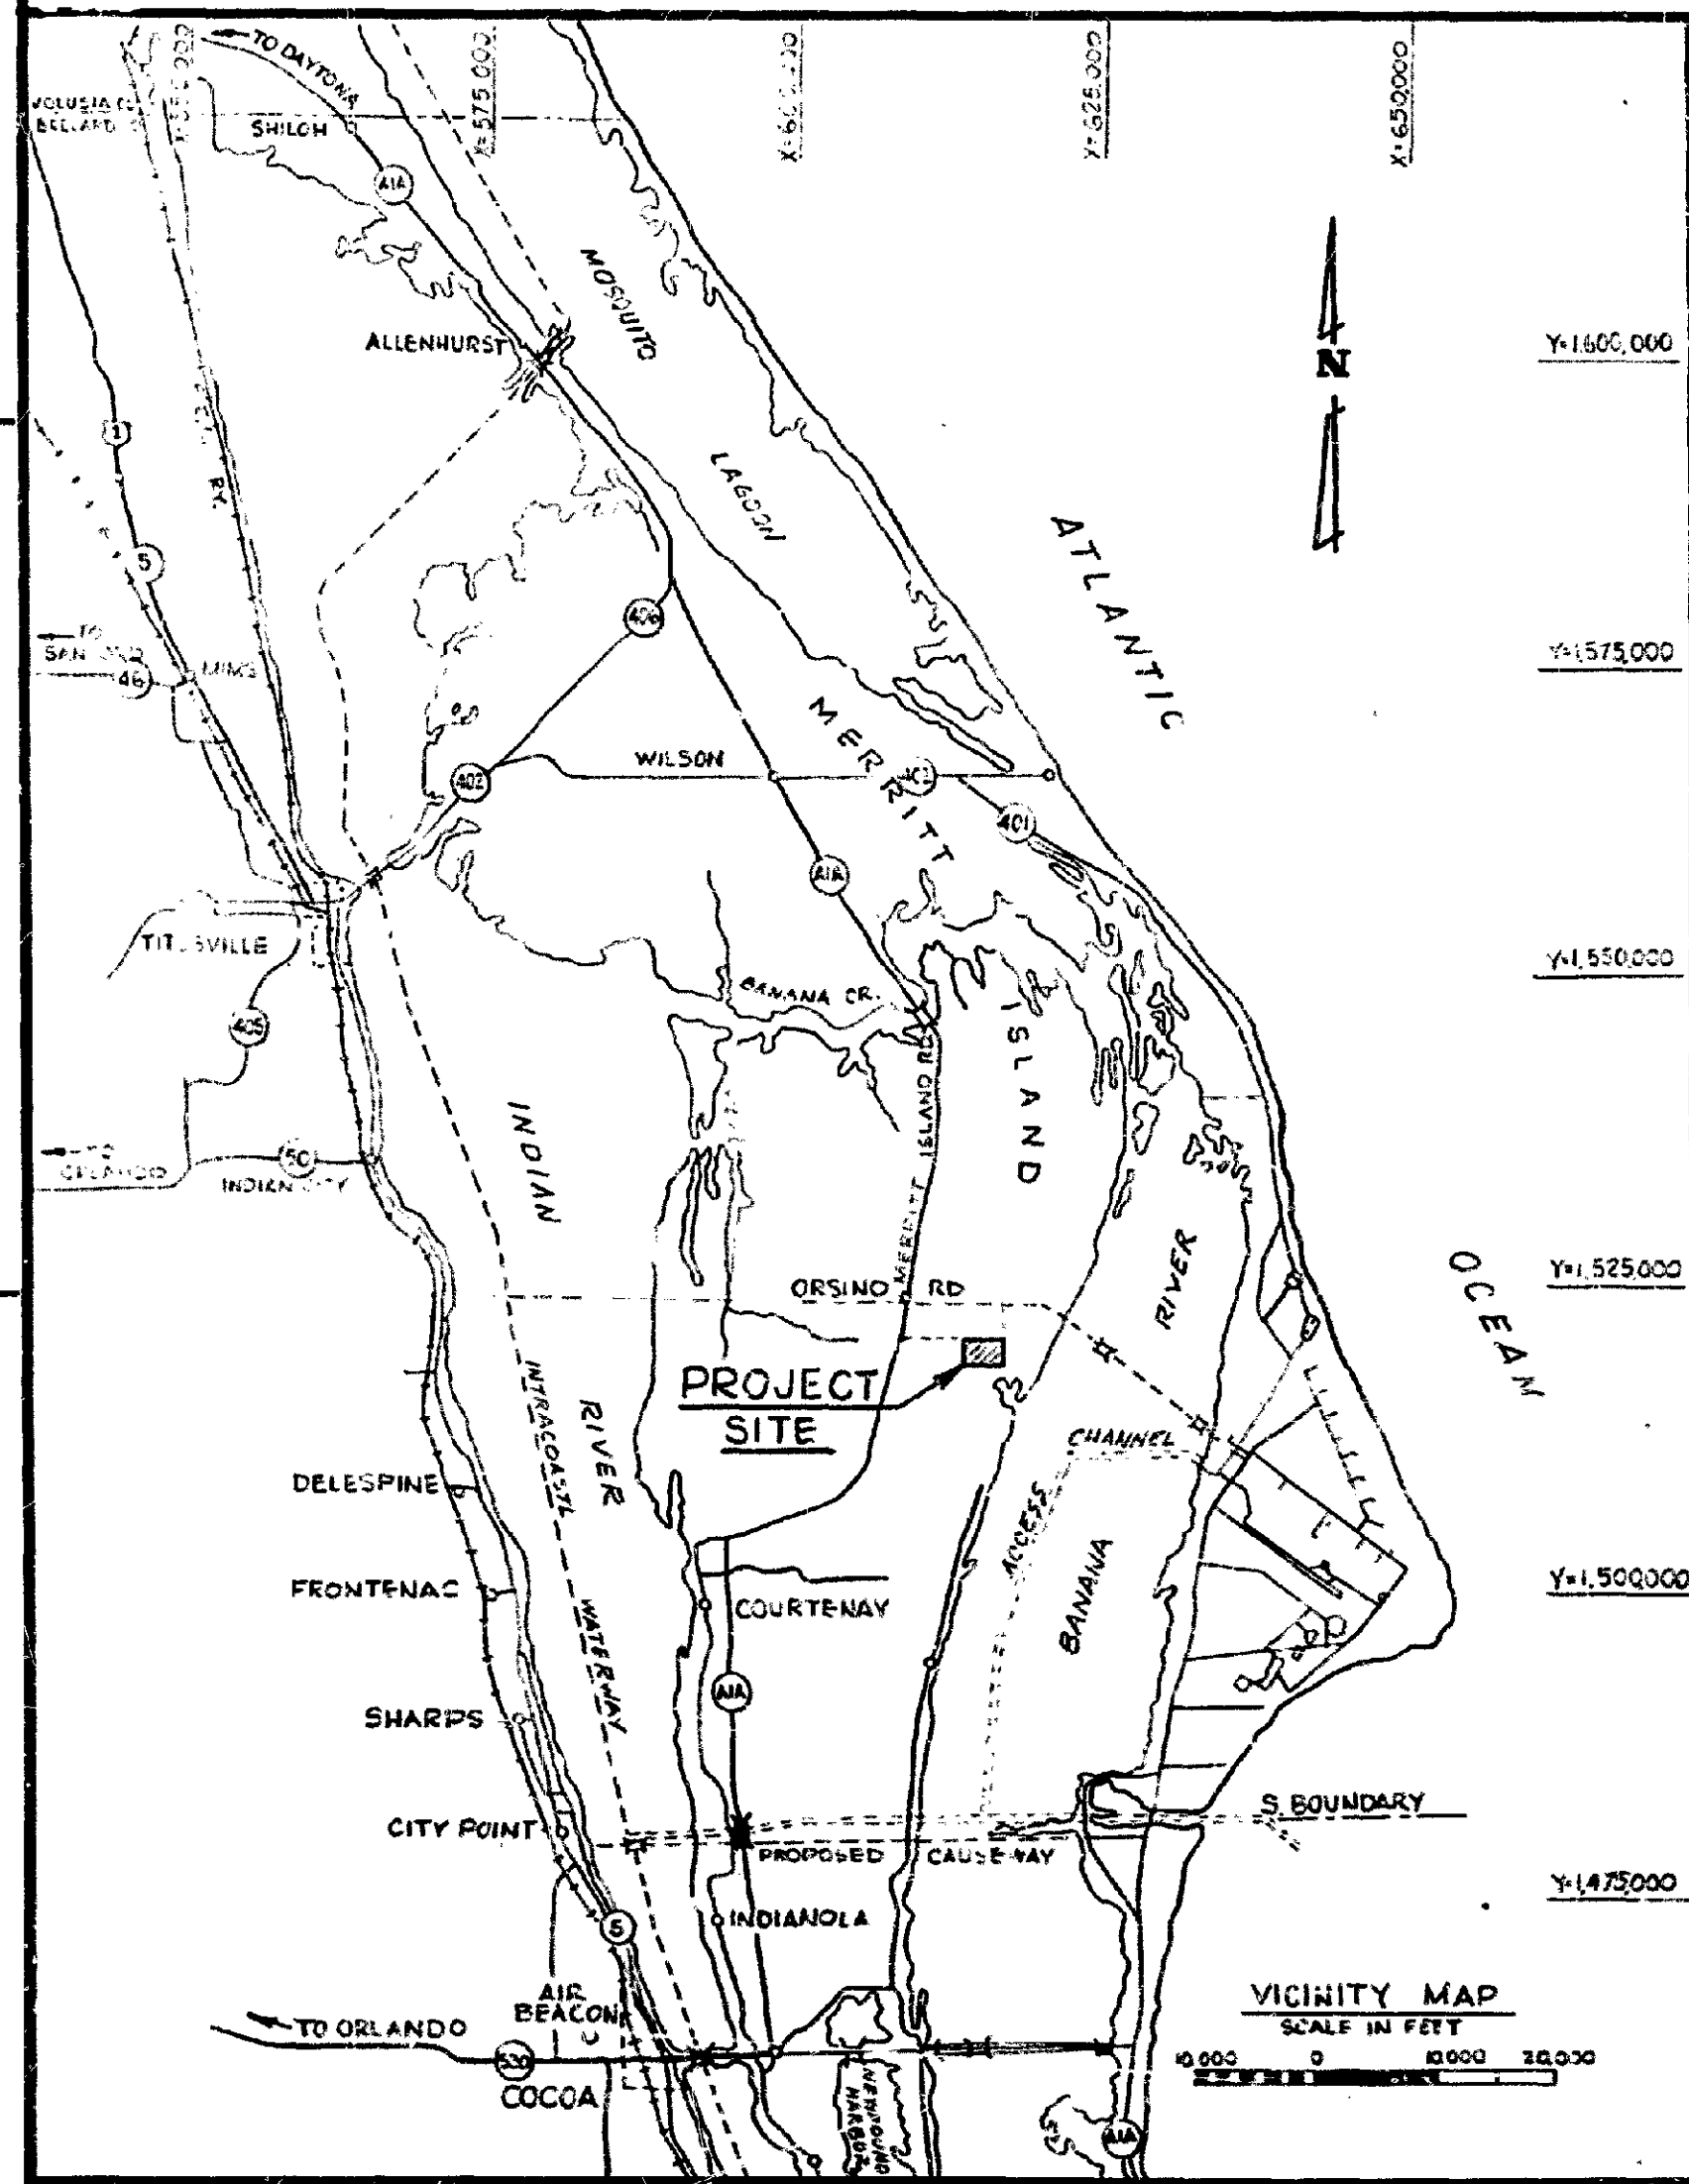 TO DAYTONA
X=575,000
X=625,000
X=650,000
SHILOH
A1A
MOSQUITO
ALLENHURST
N
Y=1,600,000
1
LAGOON
ATLANTIC
5
RY.
406
TO
46
MIMS
Y=1,575,000
MERRITT
WILSON
402
401
A1A
TITUSVILLE
BANANA CR.
ISLAND
Y=1,550,000
405
MERRITT ISLAND RD
INDIAN
TO
ORLANDO
50
INDIAN CITY
RIVER
OCEAN
ORSINO RD
Y=1,525,000
PROJECT
SITE
INTRACOASTL
RIVER
CHANNEL
DELESPINE
ACCESS
BANANA
FRONTENAC
COURTENAY
Y=1,500,000
WATERWAY
A1A
SHARPS
CITY POINT
S. BOUNDARY
PROPOSED CAUSEWAY
Y=1,475,000
5
INDIANOLA
AIR
BEACON
TO ORLANDO
520
COCOA
NEWFOUND
HARBOR
A1A
VICINITY MAP
SCALE IN FEET
10,000 0 10,000 20,000